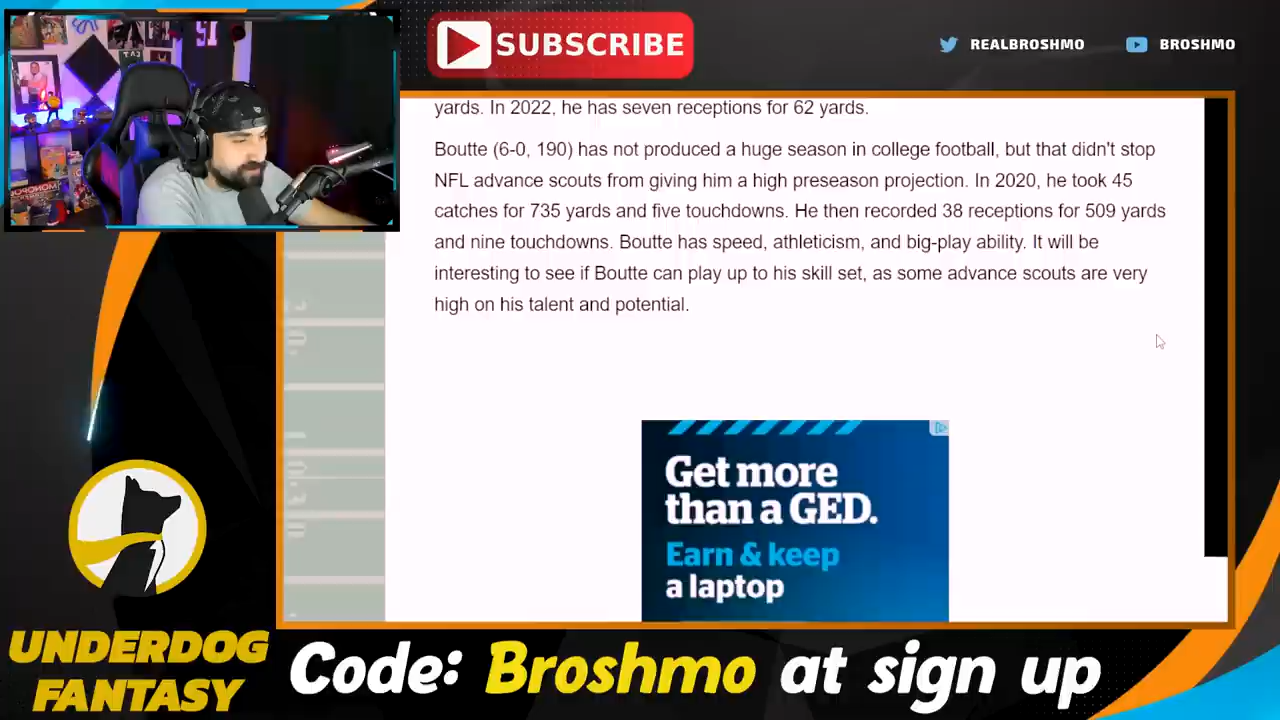 SUBSCRIBE
REALBROSHMO
BROSHMO
yards. In 2022, he has seven receptions for 62 yards.
Boutte (6-0, 190) has not produced a huge season in college football, but that didn't stop
NFL advance scouts from giving him a high preseason projection. In 2020, he took 45
catches for 735 yards and five touchdowns. He then recorded 38 receptions for 509 yards
and nine touchdowns. Boutte has speed, athleticism, and big-play ability. It will be
interesting to see if Boutte can play up to his skill set, as some advance scouts are very
high on his talent and potential.
Get more
than a GED.
Earn & keep
a laptop
UNDERDOG
FANTASY
Code: Broshmo at sign up